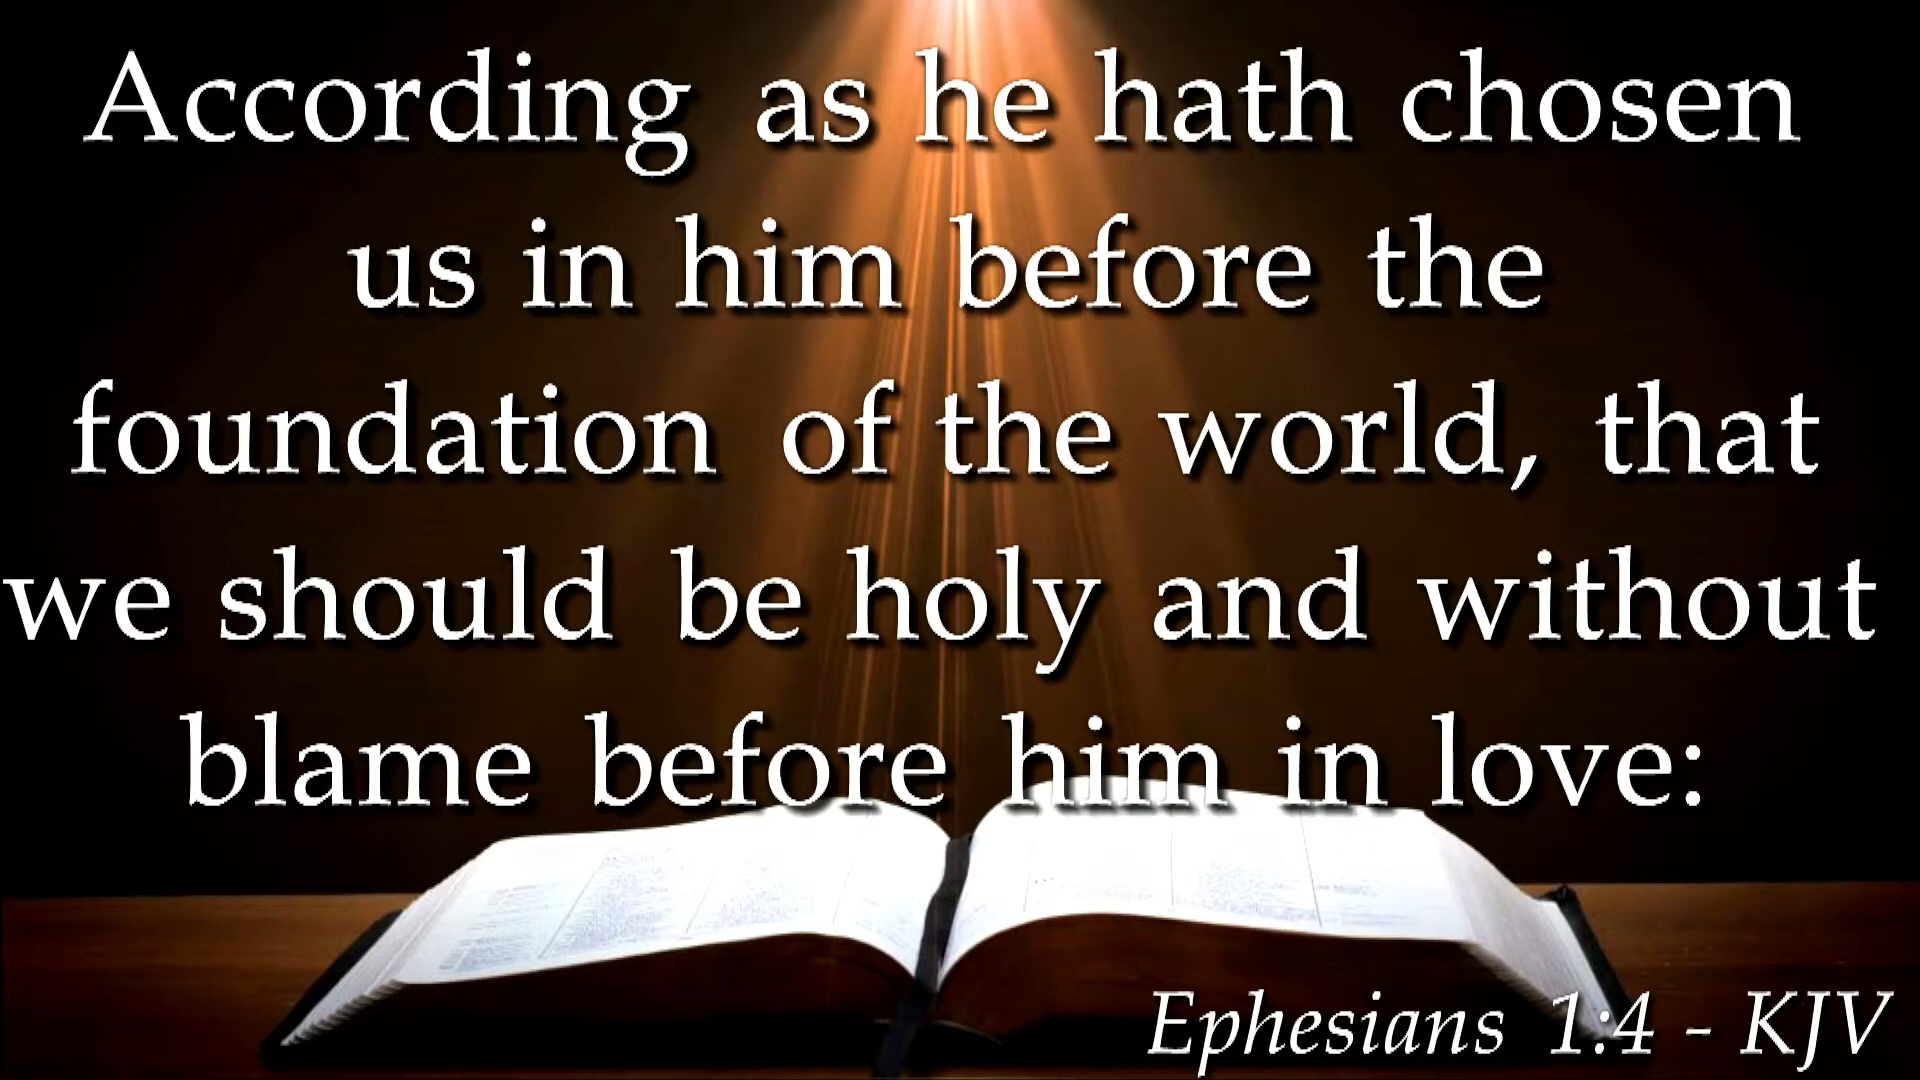 According as he hath chosen
us in him before the
foundation of the world, that
we should be holy and without
blame before him in love:
Ephesians 1:4 - KJV